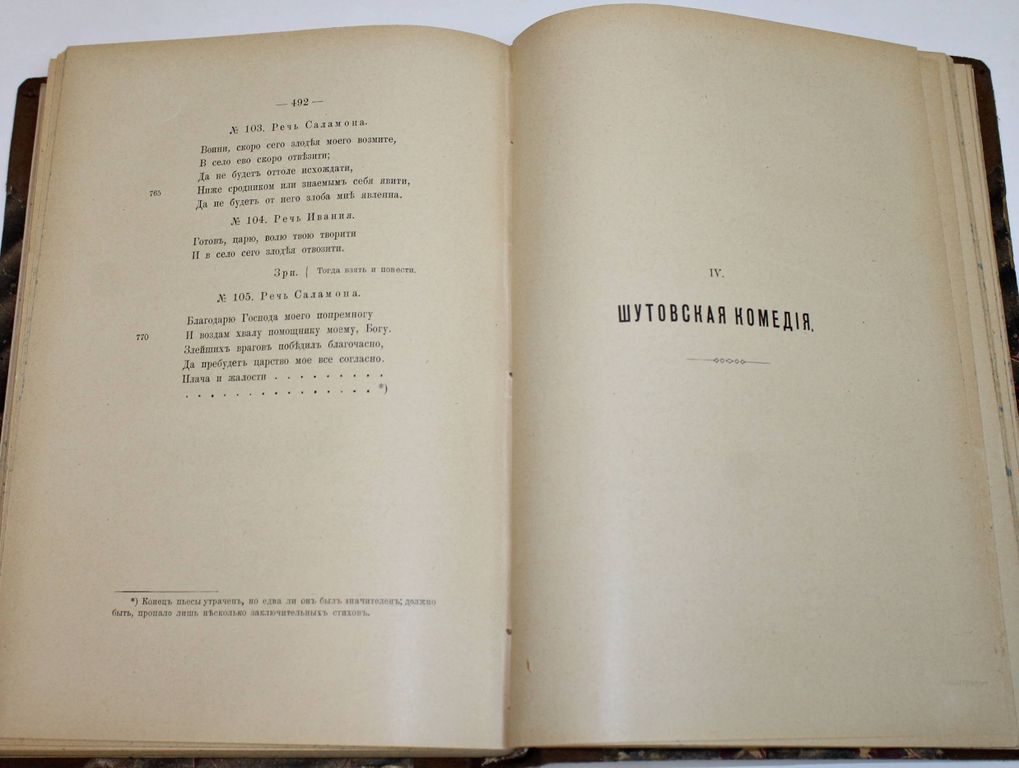 — 492 —
№ 103. Речь Саламона.
Воини, скоро сего злодѣя моего возмите,
В село ево скоро отвѣзити;
Да не будетъ оттоле исхождати,
765 Ниже сродником или знаемымъ себя явити,
Да не будетъ от него злоба мнѣ явленна.
№ 104. Речь Ивания.
Готовъ, царю, волю твою творити
И в село сего злодѣя отвозити.
Зри. { Тогда взять и повести.
№ 105. Речь Саламона.
Благодарю Господа моего попремногу
770 И воздам хвалу помощнику моему, Богу.
Злейшихъ враговъ победилъ благочасно,
Да пребудетъ царство мое все согласно.
Плача и жалости . . . . . . . . .
. . . . . . . . . . . . . . . *)
*) Конецъ пьесы утраченъ, но едва ли онъ былъ значителенъ; должно
быть, пропало лишь нѣсколько заключительныхъ стиховъ.
IV.
ШУТОВСКАЯ КОМЕДІЯ.